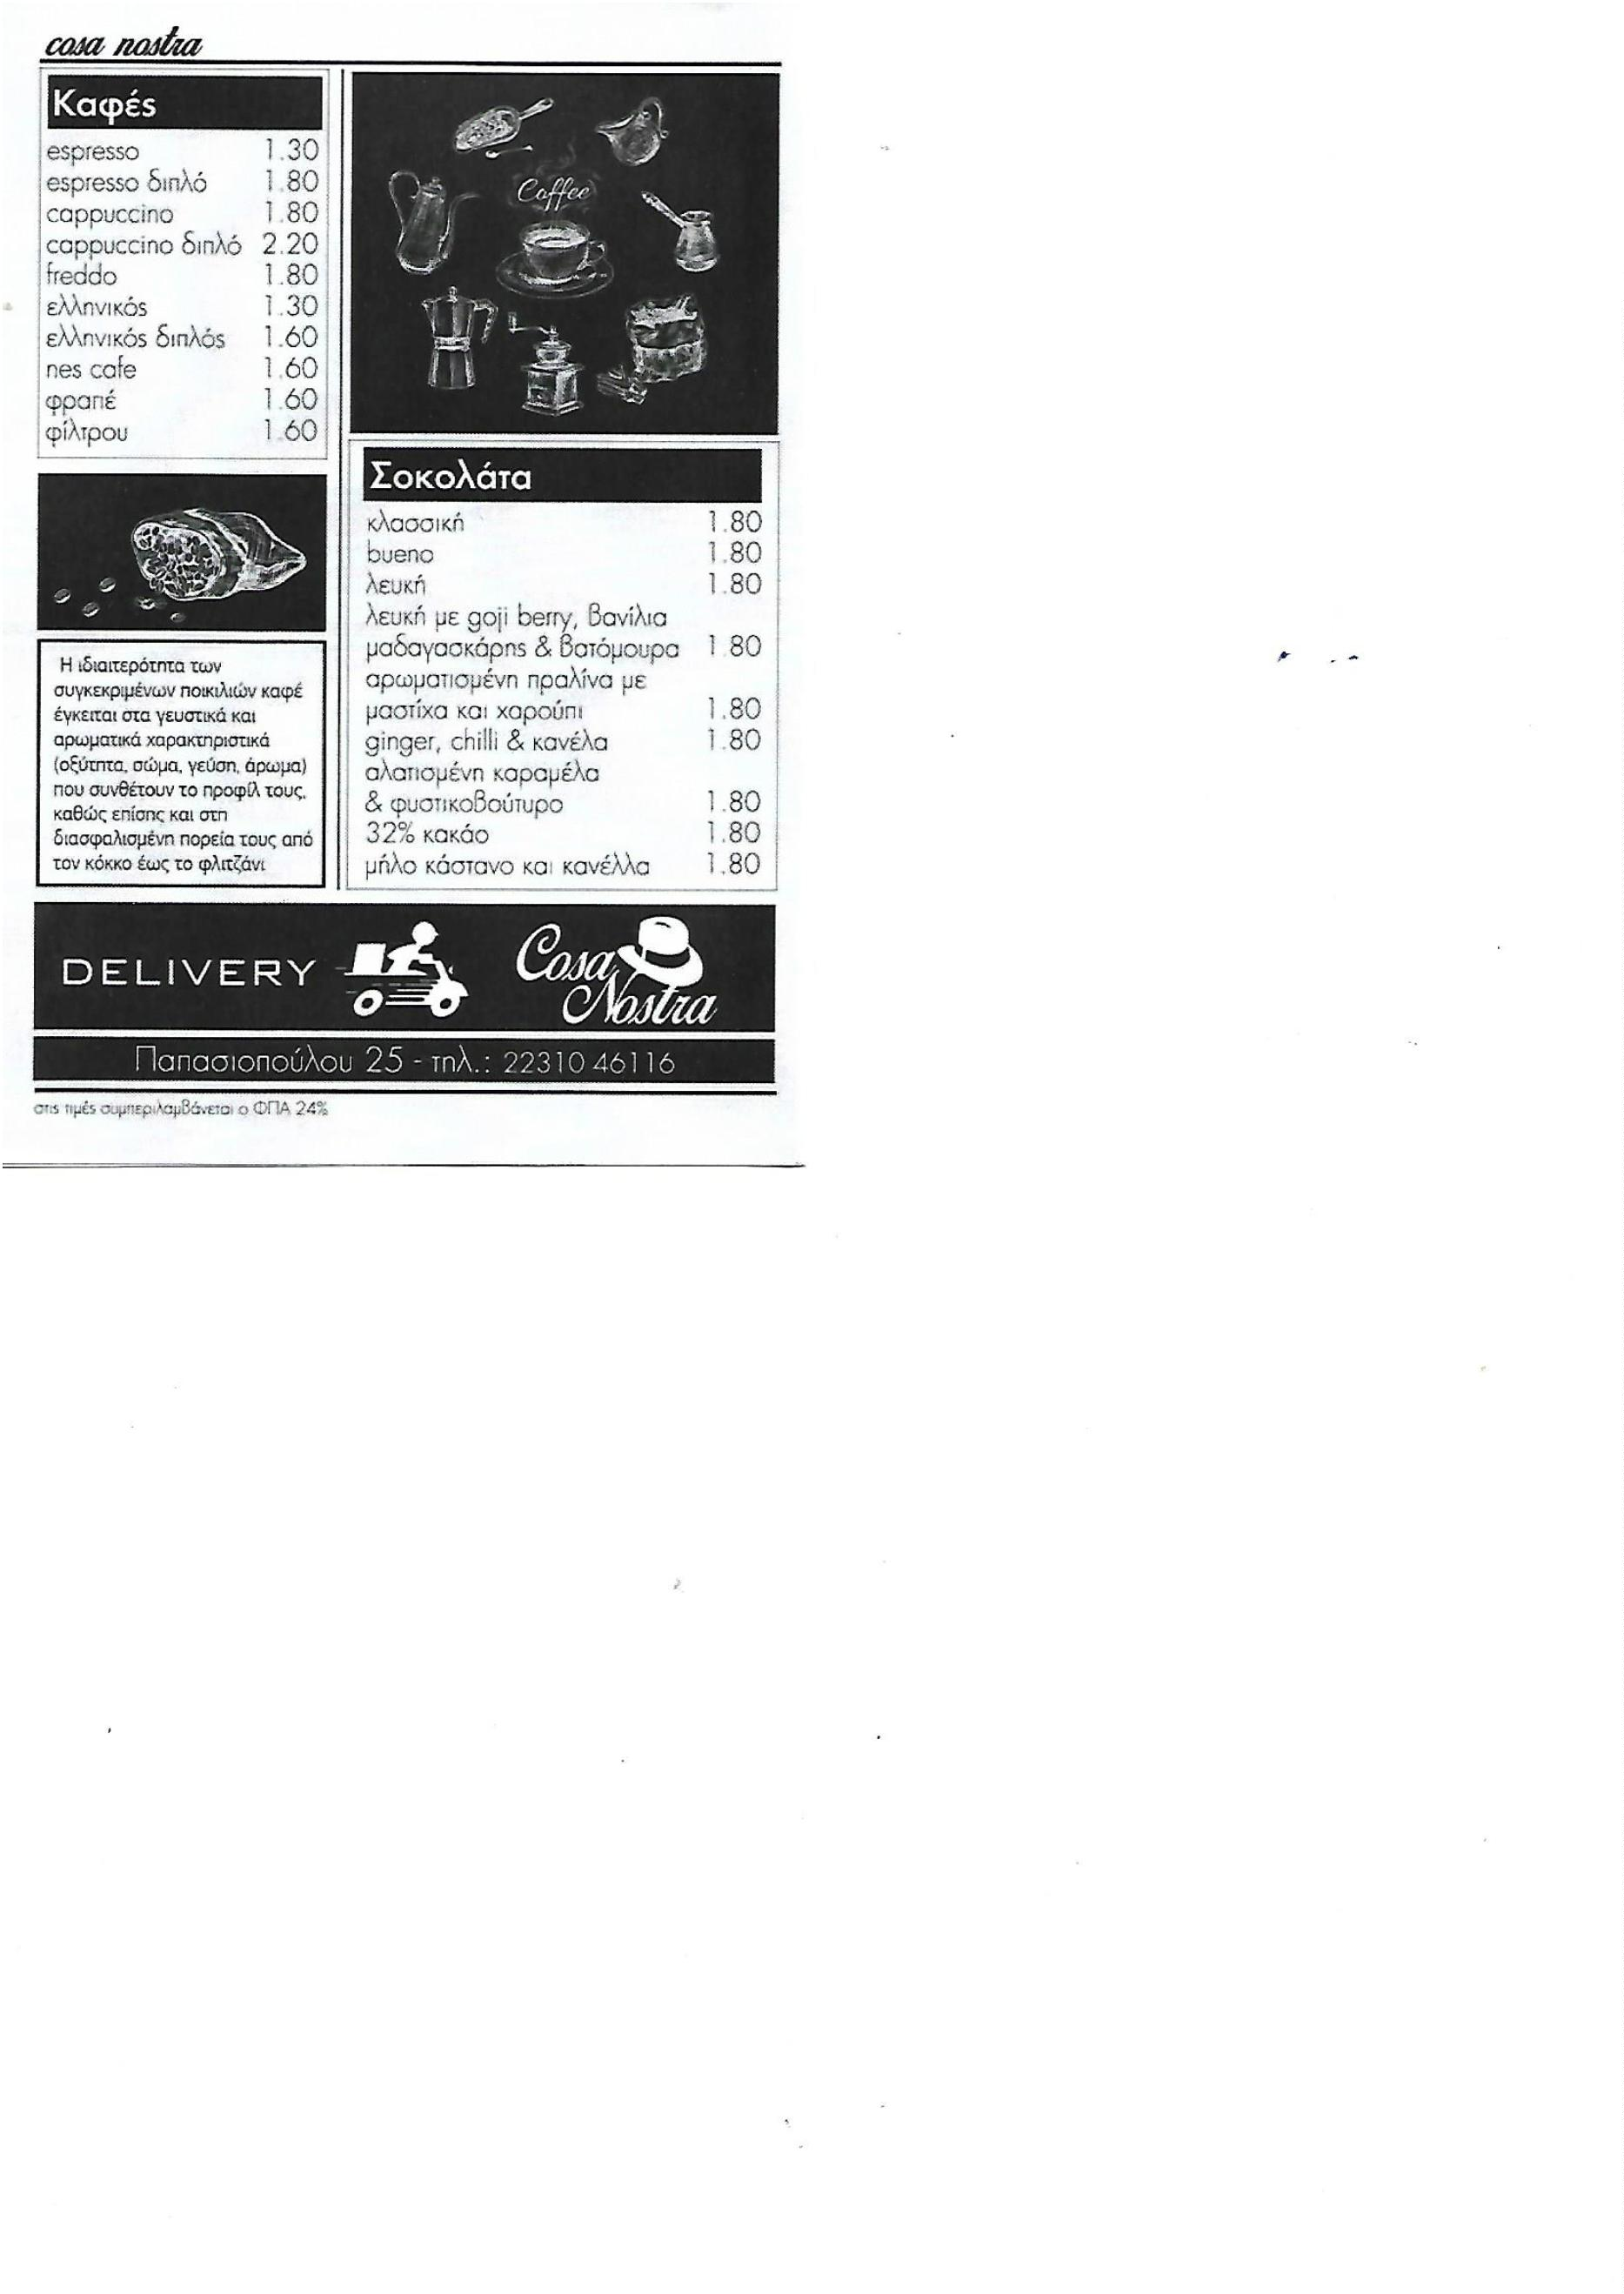 cosa nostra
Καφές
espresso 1.30
espresso διπλό 1.80
cappuccino 1.80
cappuccino διπλό 2.20
freddo 1.80
ελληνικός 1.30
ελληνικός διπλός 1.60
nes cafe 1.60
φραπέ 1.60
φίλτρου 1.60
Η ιδιαιτερότητα των
συγκεκριμένων ποικιλιών καφέ
έγκειται στα γευστικά και
αρωματικά χαρακτηριστικά
(οξύτητα, σώμα, γεύση, άρωμα)
που συνθέτουν το προφίλ τους,
καθώς επίσης και στη
διασφαλισμένη πορεία τους από
τον κόκκο έως το φλιτζάνι
Coffee
Σοκολάτα
κλασσική 1.80
bueno 1.80
λευκή 1.80
λευκή με goji berry, βανίλια
μαδαγασκάρης & βατόμουρα 1.80
αρωματισμένη πραλίνα με
μαστίχα και χαρούπι 1.80
ginger, chilli & κανέλα 1.80
αλατισμένη καραμέλα
& φυστικοβούτυρο 1.80
32% κακάο 1.80
μήλο κάστανο και κανέλλα 1.80
DELIVERY
Cosa
Nostra
Παπασιοπούλου 25 - τηλ.: 22310 46116
στις τιμές συμπεριλαμβάνεται ο ΦΠΑ 24%